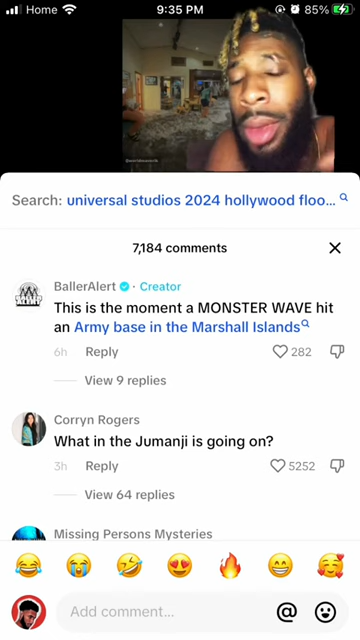 Home 9:35 PM 85%
Search: universal studios 2024 hollywood floo...
7,184 comments
BallerAlert · Creator
This is the moment a MONSTER WAVE hit
an Army base in the Marshall Islands
6h Reply 282
View 9 replies
Corryn Rogers
What in the Jumanji is going on?
3h Reply 5252
View 64 replies
Missing Persons Mysteries
Add comment...